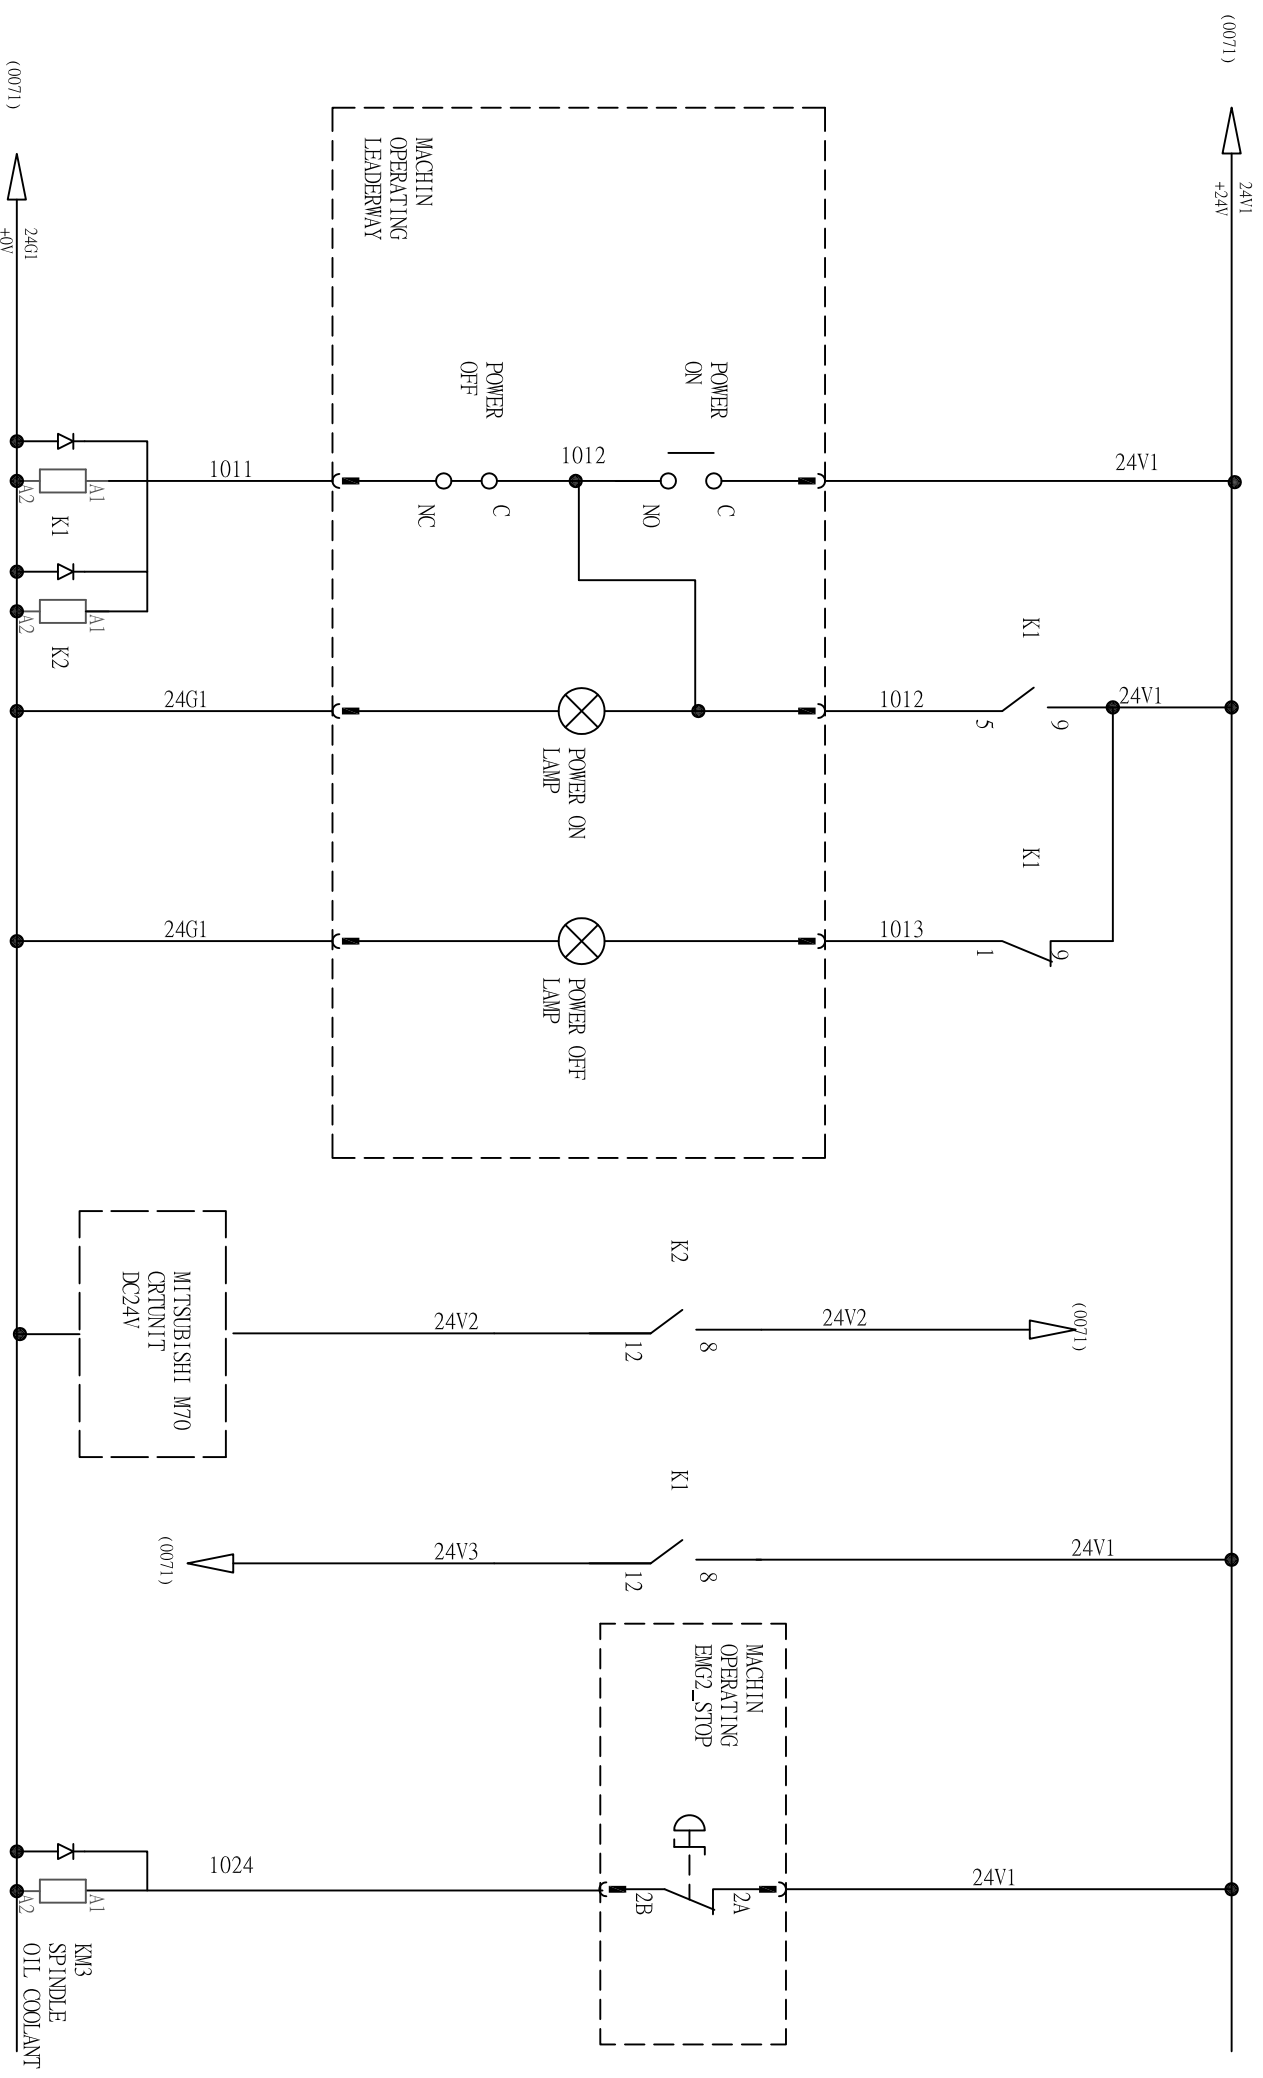 (0071)
24V1
+24V
(0071)
24G1
+0V
MACHIN
OPERATING
LEADERWAY
24V1
POWER
ON
C
NO
1012
POWER
OFF
C
NC
1011
A1
A2
K1
A1
A2
K2
K1
24V1
9
5
1012
POWER ON
LAMP
24G1
K1
9
1
1013
POWER OFF
LAMP
24G1
(0071)
24V2
K2
8
12
24V2
MITSUBISHI M70
CRTUNIT
DC24V
24V1
K1
8
12
24V3
(0071)
MACHIN
OPERATING
EMG2_STOP
24V1
2A
2B
1024
A1
A2
KM3
SPINDLE
OIL COOLANT